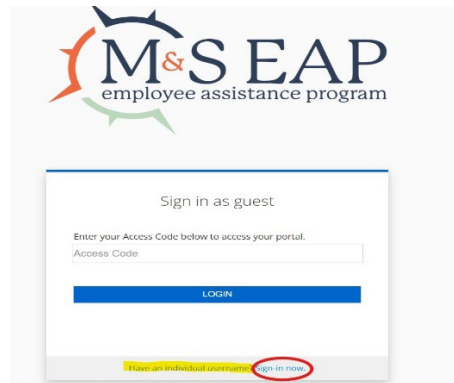 M&S EAP
employee assistance program
Sign in as guest
Enter your Access Code below to access your portal.
Access Code
LOGIN
Have an individual username? Sign-in now.